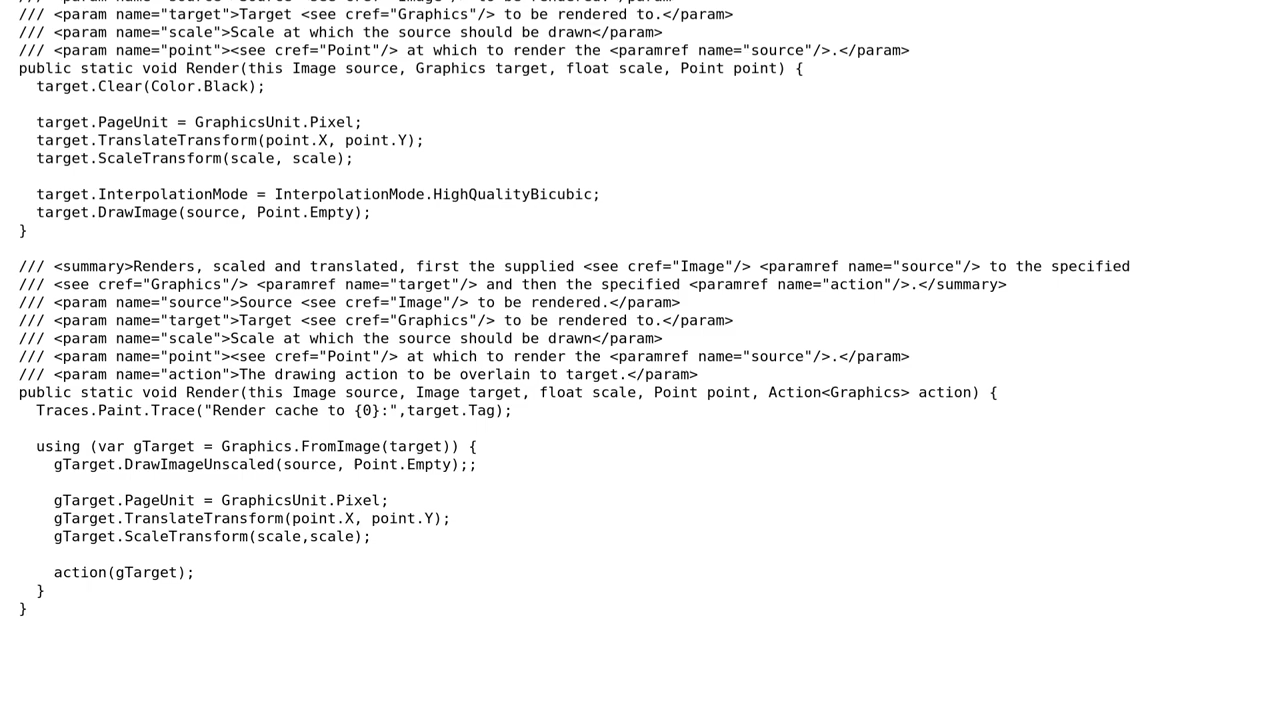 /// <param name="target">Target <see cref="Graphics"/> to be rendered to.</param>
/// <param name="scale">Scale at which the source should be drawn</param>
/// <param name="point"><see cref="Point"/> at which to render the <paramref name="source"/>.</param>
public static void Render(this Image source, Graphics target, float scale, Point point) {
  target.Clear(Color.Black);

  target.PageUnit = GraphicsUnit.Pixel;
  target.TranslateTransform(point.X, point.Y);
  target.ScaleTransform(scale, scale);

  target.InterpolationMode = InterpolationMode.HighQualityBicubic;
  target.DrawImage(source, Point.Empty);
}

/// <summary>Renders, scaled and translated, first the supplied <see cref="Image"/> <paramref name="source"/> to the specified
/// <see cref="Graphics"/> <paramref name="target"/> and then the specified <paramref name="action"/>.</summary>
/// <param name="source">Source <see cref="Image"/> to be rendered.</param>
/// <param name="target">Target <see cref="Graphics"/> to be rendered to.</param>
/// <param name="scale">Scale at which the source should be drawn</param>
/// <param name="point"><see cref="Point"/> at which to render the <paramref name="source"/>.</param>
/// <param name="action">The drawing action to be overlain to target.</param>
public static void Render(this Image source, Image target, float scale, Point point, Action<Graphics> action) {
  Traces.Paint.Trace("Render cache to {0}:",target.Tag);

  using (var gTarget = Graphics.FromImage(target)) {
    gTarget.DrawImageUnscaled(source, Point.Empty);;

    gTarget.PageUnit = GraphicsUnit.Pixel;
    gTarget.TranslateTransform(point.X, point.Y);
    gTarget.ScaleTransform(scale,scale);

    action(gTarget);
  }
}